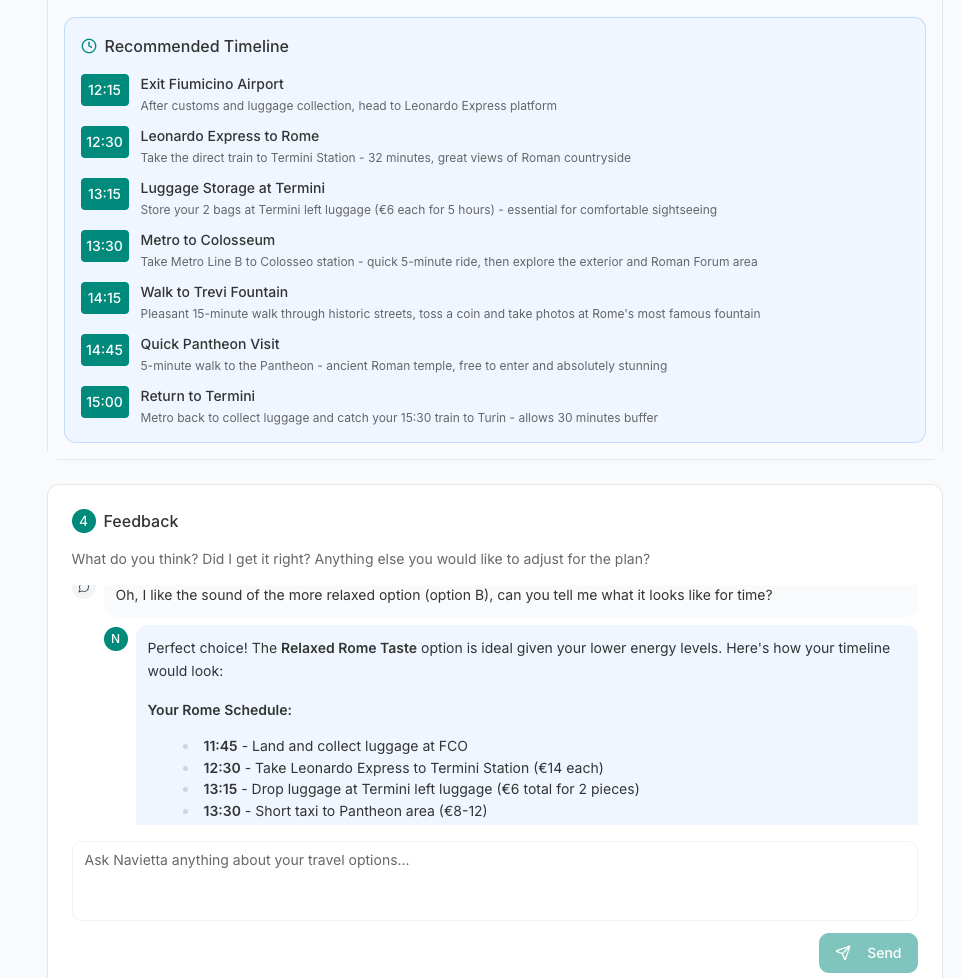 Recommended Timeline
12:15
Exit Fiumicino Airport
After customs and luggage collection, head to Leonardo Express platform
12:30
Leonardo Express to Rome
Take the direct train to Termini Station - 32 minutes, great views of Roman countryside
13:15
Luggage Storage at Termini
Store your 2 bags at Termini left luggage (€6 each for 5 hours) - essential for comfortable sightseeing
13:30
Metro to Colosseum
Take Metro Line B to Colosseo station - quick 5-minute ride, then explore the exterior and Roman Forum area
14:15
Walk to Trevi Fountain
Pleasant 15-minute walk through historic streets, toss a coin and take photos at Rome's most famous fountain
14:45
Quick Pantheon Visit
5-minute walk to the Pantheon - ancient Roman temple, free to enter and absolutely stunning
15:00
Return to Termini
Metro back to collect luggage and catch your 15:30 train to Turin - allows 30 minutes buffer
4 Feedback
What do you think? Did I get it right? Anything else you would like to adjust for the plan?
Oh, I like the sound of the more relaxed option (option B), can you tell me what it looks like for time?
N
Perfect choice! The Relaxed Rome Taste option is ideal given your lower energy levels. Here's how your timeline
would look:
Your Rome Schedule:
11:45 - Land and collect luggage at FCO
12:30 - Take Leonardo Express to Termini Station (€14 each)
13:15 - Drop luggage at Termini left luggage (€6 total for 2 pieces)
13:30 - Short taxi to Pantheon area (€8-12)
Ask Navietta anything about your travel options...
Send